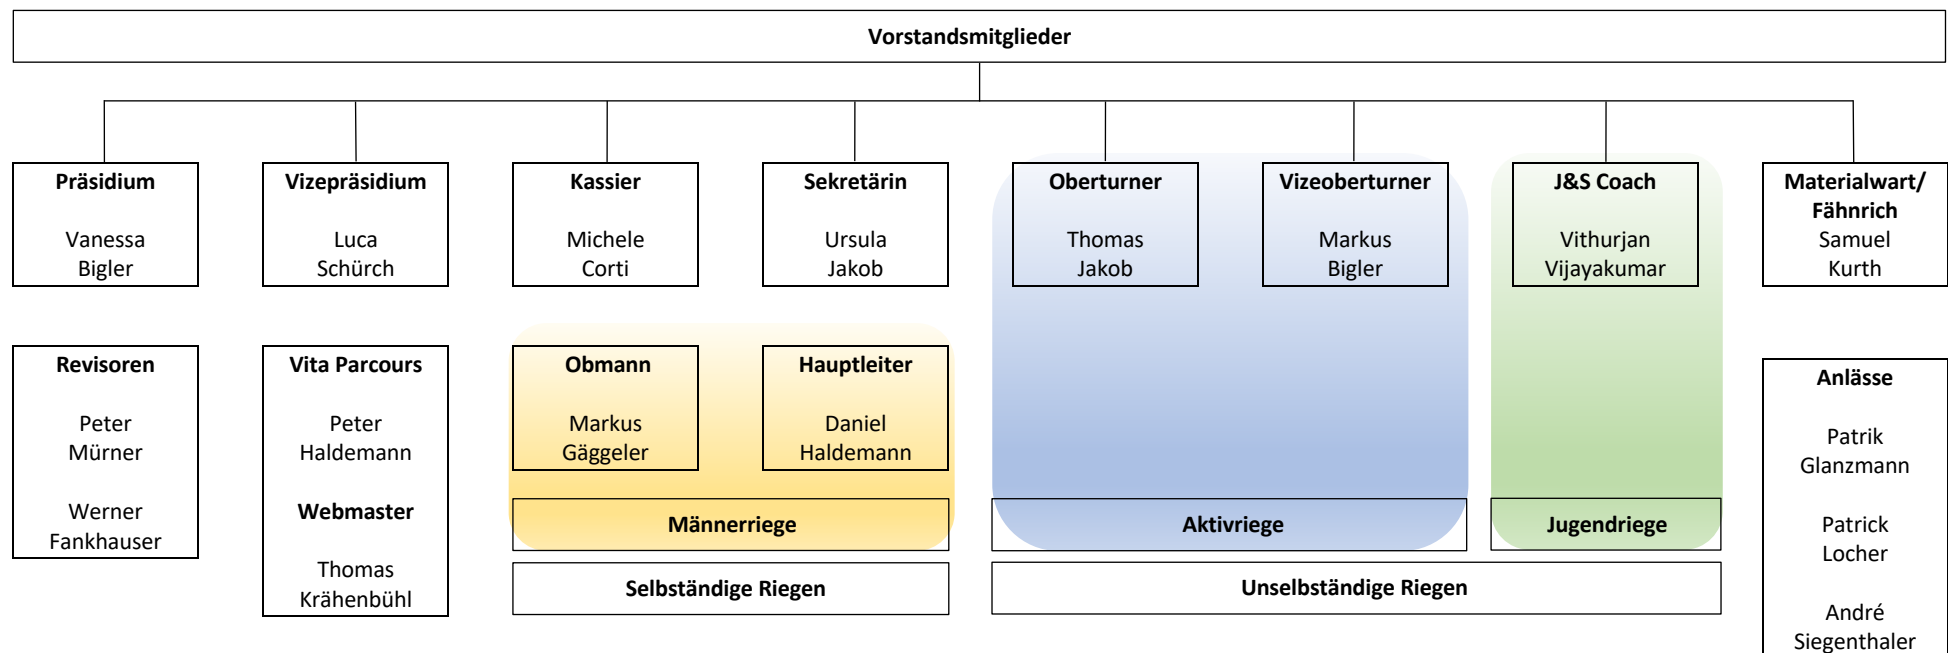 Vorstandsmitglieder
Präsidium
Vanessa
Bigler
Vizepräsidium
Luca
Schürch
Kassier
Michele
Corti
Sekretärin
Ursula
Jakob
Oberturner
Thomas
Jakob
Vizeoberturner
Markus
Bigler
J&S Coach
Vithurjan
Vijayakumar
Materialwart/
Fähnrich
Samuel
Kurth
Revisoren
Peter
Mürner
Werner
Fankhauser
Vita Parcours
Peter
Haldemann
Webmaster
Thomas
Krähenbühl
Obmann
Markus
Gäggeler
Hauptleiter
Daniel
Haldemann
Männerriege
Selbständige Riegen
Aktivriege
Jugendriege
Unselbständige Riegen
Anlässe
Patrik
Glanzmann
Patrick
Locher
André
Siegenthaler